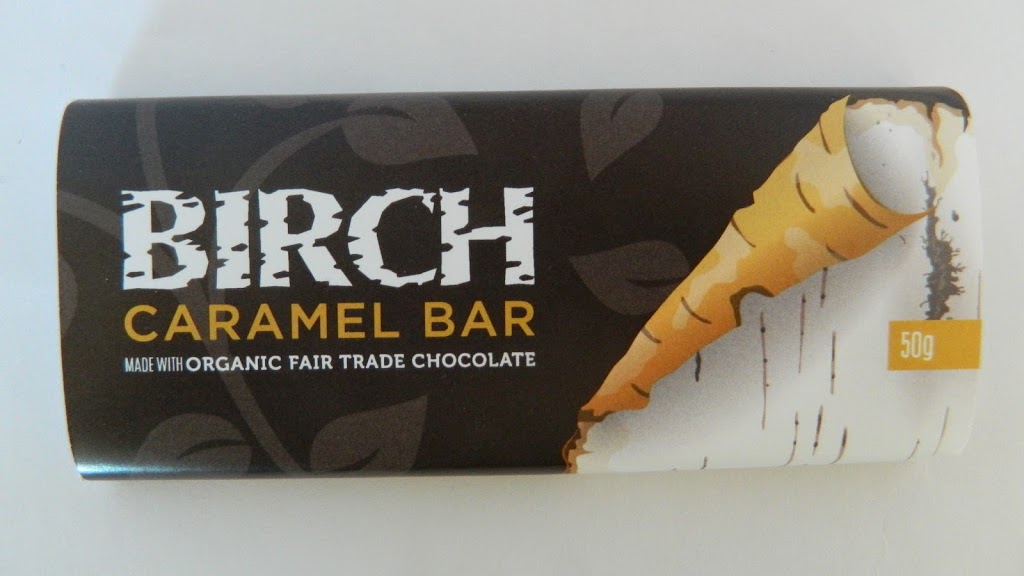 BIRCH
CARAMEL BAR
MADE WITH ORGANIC FAIR TRADE CHOCOLATE
50g